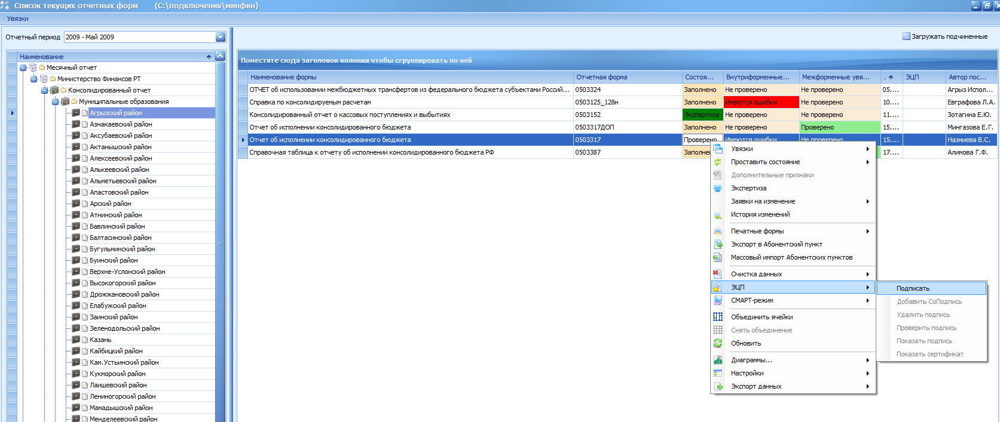 Список текущих отчетных форм (C:\подключения\минфин)
Увязки
Отчетный период 2009 - Май 2009
Загружать подчиненные
Наименование
Месячный отчет
Министерство Финансов РТ
Консолидированный отчет
Муниципальные образования
Агрызский район
Азнакаевский район
Аксубаевский район
Актанышский район
Алексеевский район
Алькеевский район
Альметьевский район
Апастовский район
Арский район
Атнинский район
Бавлинский район
Балтасинский район
Бугульминский район
Буинский район
Верхне-Услонский район
Высокогорский район
Дрожжановский район
Елабужский район
Заинский район
Зеленодольский район
Казань
Кайбицкий район
Кам.Устьинский район
Кукморский район
Лаишевский район
Лениногорский район
Мамадышский район
Менделеевский район
Поместите сюда заголовок колонки чтобы сгруппировать по ней
Наименование формы Отчетная форма Состоя... Внутриформенные... Межформенные увя... . ЭЦП Автор пос...
ОТЧЕТ об использовании межбюджетных трансфертов из федерального бюджета субъектами Россий... 0503324 Заполнено Не проверено Не проверено 05.... Агрыз Испол...
Справка по консолидируемым расчетам 0503125_128н Заполнено Имеются ошибки Не проверено 10.... Евграфова Л.А.
Консолидированный отчет о кассовых поступлениях и выбытиях 0503152 Экспертиза Не проверено Не проверено 11.... Зотагина Е.Ю.
Отчет об исполнении консолидированного бюджета 0503317ДОП Заполнено Не проверено Проверено 15.... Мингазова Е.Г.
Отчет об исполнении консолидированного бюджета 0503317 Проверено Имеются ошибки Не проверено 15.... Назмиева В.С.
Справочная таблица к отчету об исполнении консолидированного бюджета РФ 0503387 Заполне 17.... Алимова Г.Ф.
Увязки
Проставить состояние
Дополнительные признаки
Экспертиза
Заявки на изменение
История изменений
Печатные формы
Экспорт в Абонентский пункт
Массовый импорт Абонентских пунктов
Очистка данных
ЭЦП
СМАРТ-режим
Объединить ячейки
Снять объединение
Обновить
Диаграммы...
Настройки
Экспорт данных
Подписать
Добавить СоПодпись
Удалить подпись
Проверить подпись
Показать подпись
Показать сертификат